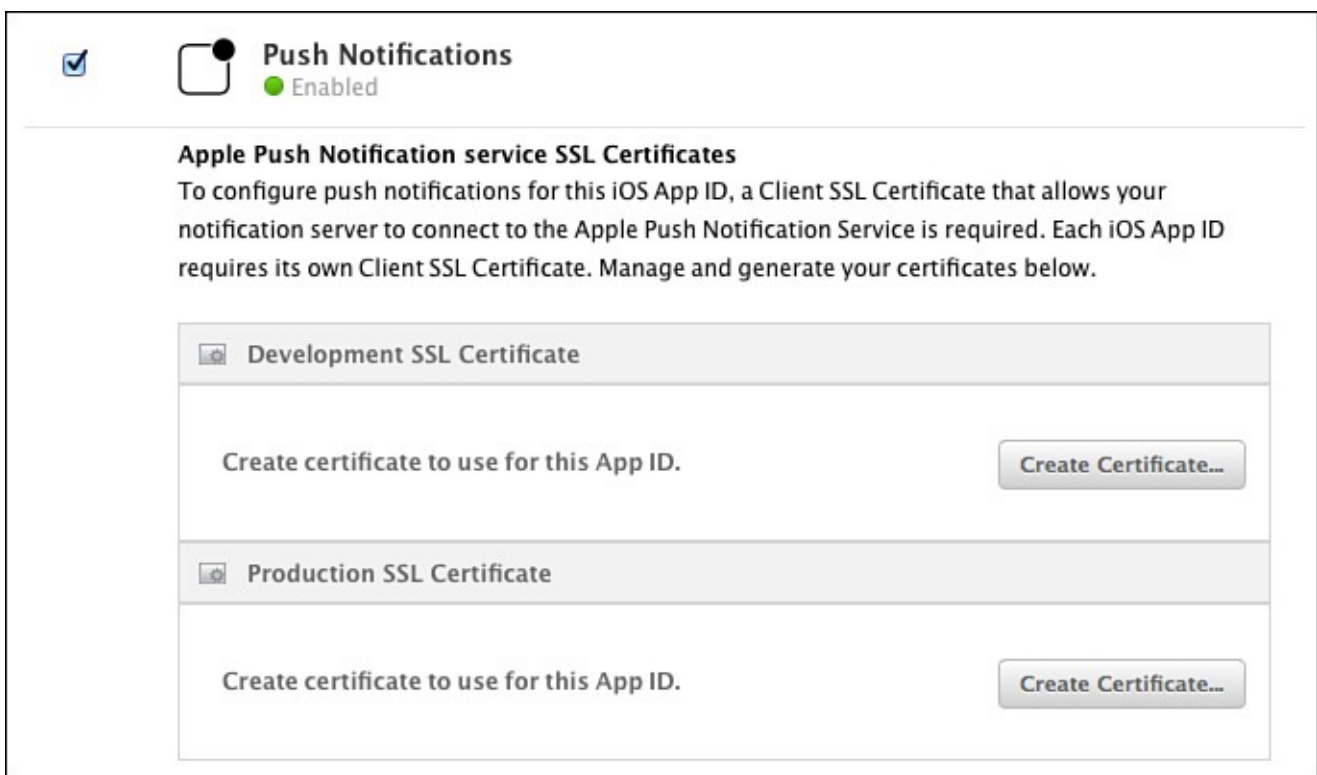 Push Notifications
Enabled
Apple Push Notification service SSL Certificates
To configure push notifications for this iOS App ID, a Client SSL Certificate that allows your
notification server to connect to the Apple Push Notification Service is required. Each iOS App ID
requires its own Client SSL Certificate. Manage and generate your certificates below.
Development SSL Certificate
Create certificate to use for this App ID.
Create Certificate...
Production SSL Certificate
Create certificate to use for this App ID.
Create Certificate...